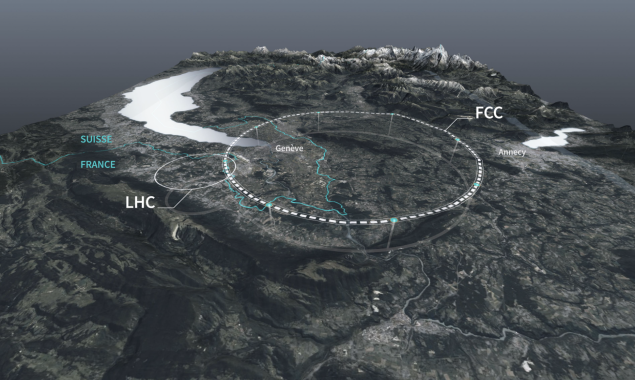 FCC
SUISSE
Genève
Annecy
FRANCE
LHC